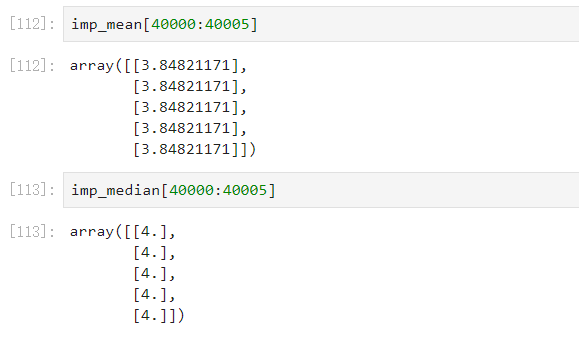 [112]: imp_mean[40000:40005]
[112]: array([[3.84821171],
[3.84821171],
[3.84821171],
[3.84821171],
[3.84821171]])
[113]: imp_median[40000:40005]
[113]: array([[4.],
[4.],
[4.],
[4.],
[4.]])